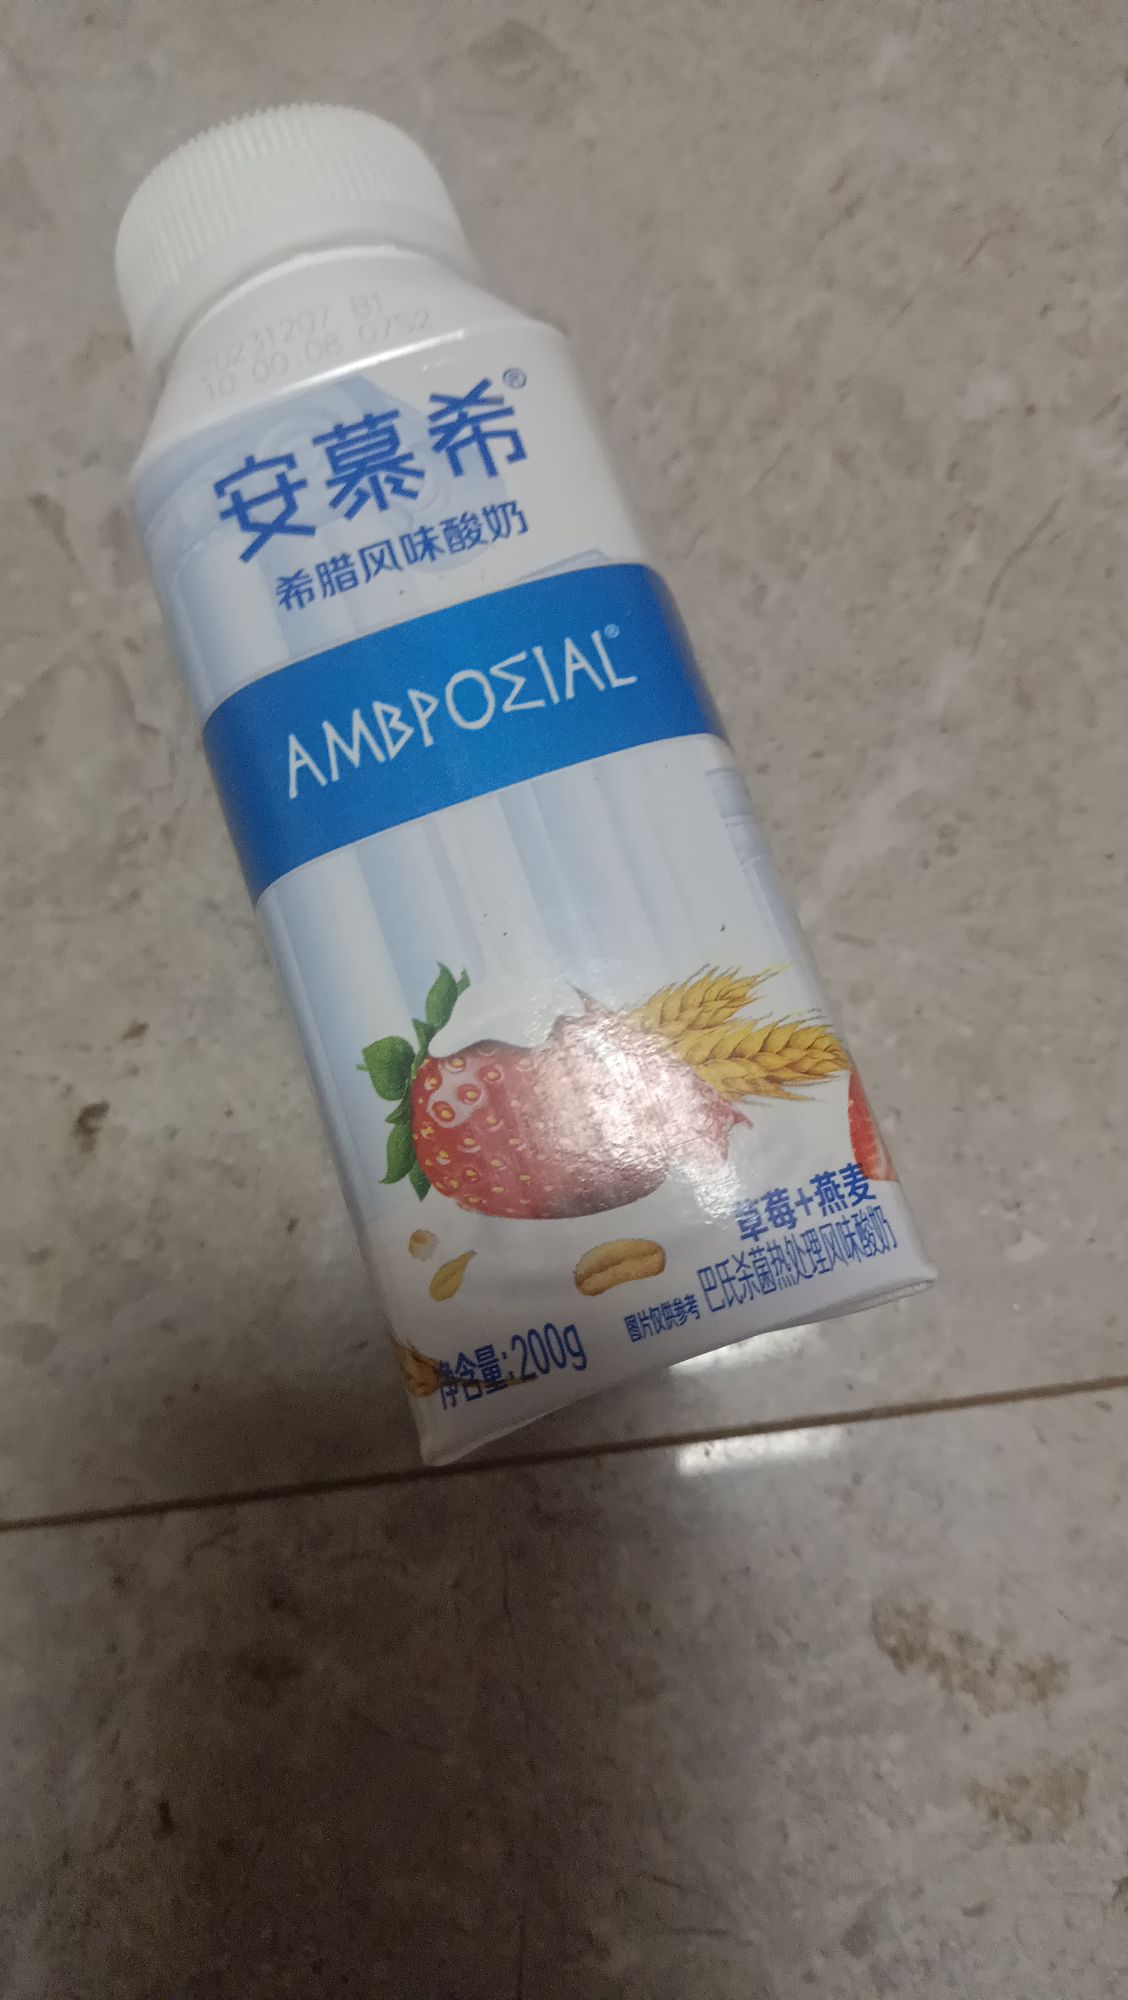 20231207 B1
10 00:08 07S2
安慕希®
希腊风味酸奶
AMBPOΣIAL®
草莓+燕麦
巴氏杀菌热处理风味酸奶
图片仅供参考
净含量:200g